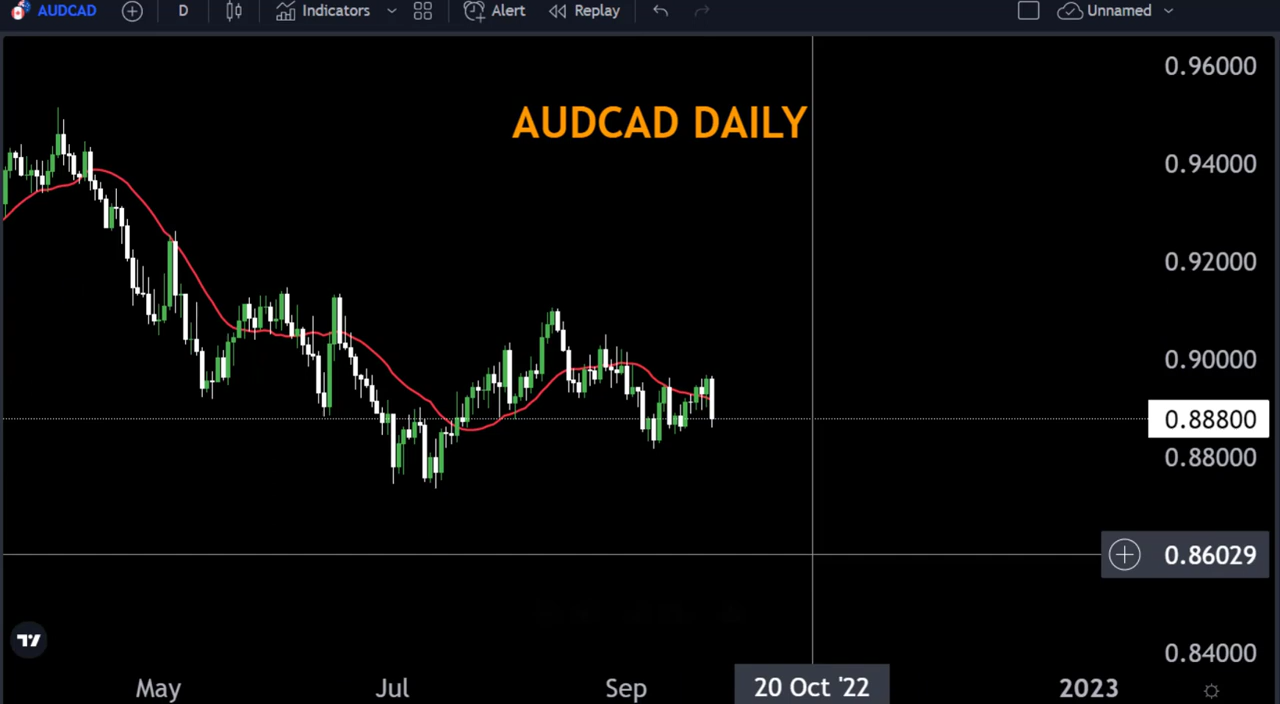 AUDCAD D Indicators Alert Replay Unnamed
0.96000
AUDCAD DAILY
0.94000
0.92000
0.90000
0.88800
0.88000
0.86029
0.84000
May Jul Sep 20 Oct '22 2023